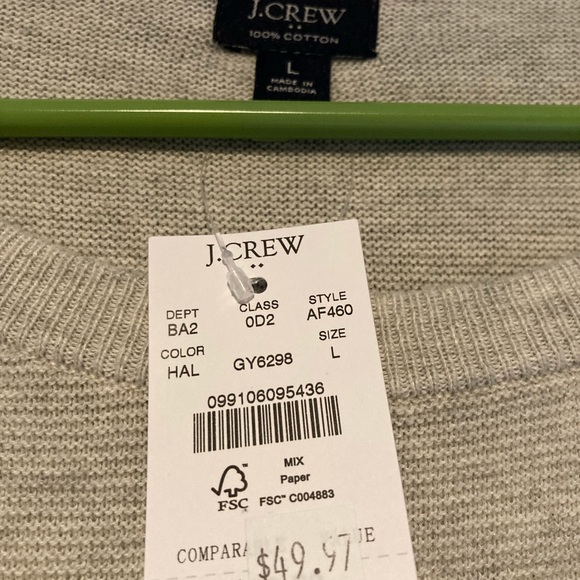 J.CREW
100% COTTON
L
MADE IN
CAMBODIA
J.CREW
DEPT CLASS STYLE
BA2 0D2 AF460
COLOR SIZE
HAL GY6298 L
099106095436
MIX
Paper
FSC FSC™ C004883
$49.97